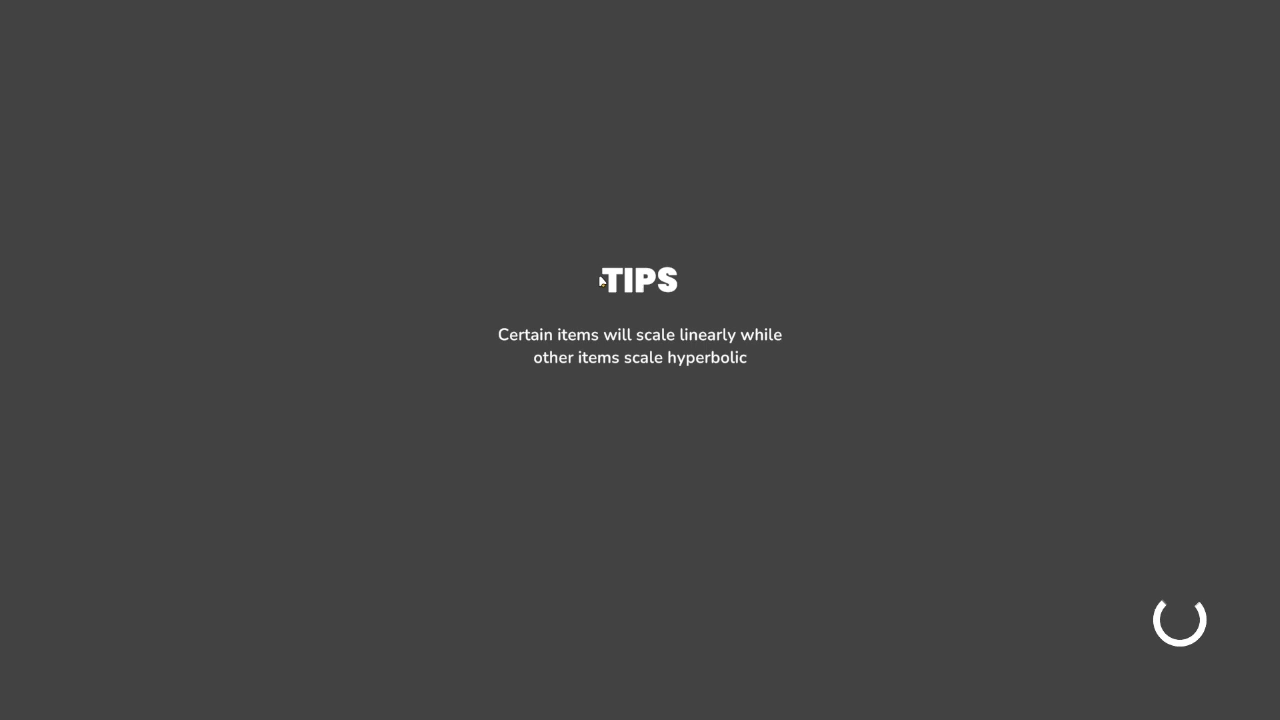 TIPS
Certain items will scale linearly while
other items scale hyperbolic